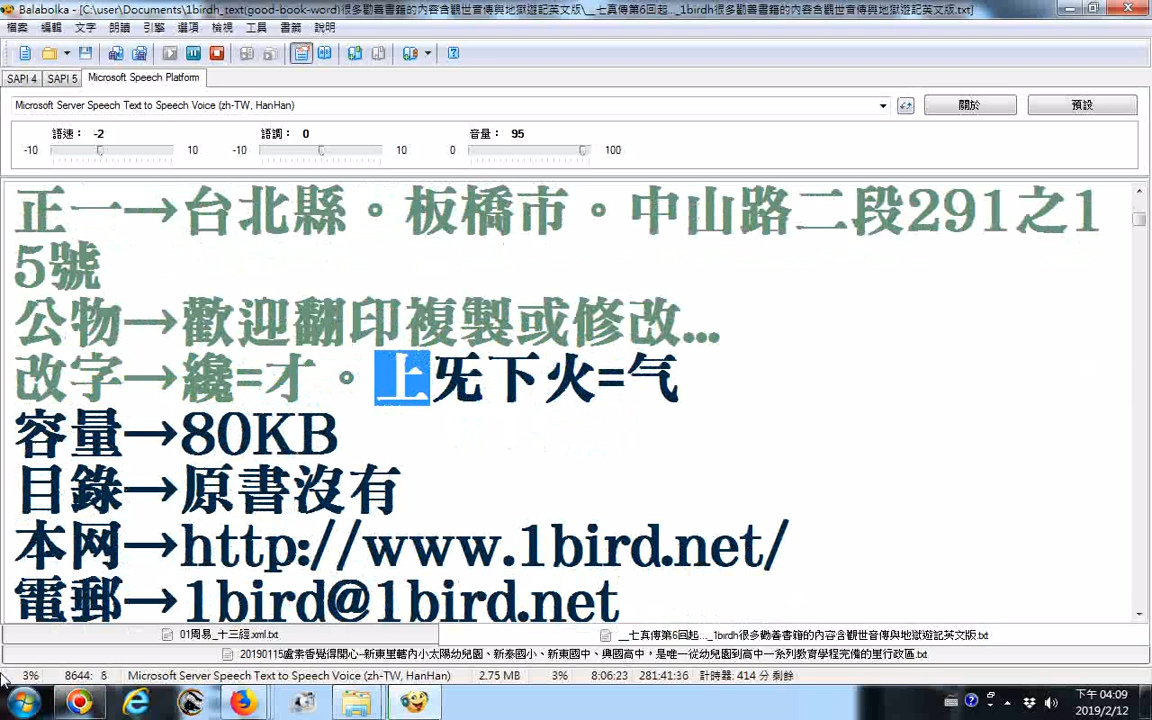 Balabolka - [C:\user\Documents\1birdh_text(good-book-word)很多勸善書籍的內容含觀世音傳與地獄遊記英文版\__七真傳第6回起..._1birdh很多勸善書籍的內容含觀世音傳與地獄遊記英文版.txt]
檔案 編輯 文字 朗讀 引擎 選項 檢視 工具 書籤 說明
SAPI 4 SAPI 5 Microsoft Speech Platform
Microsoft Server Speech Text to Speech Voice (zh-TW, HanHan) 關於 預設
語速： -2 語調： 0 音量： 95
-10 10 -10 10 0 100
正一→台北縣。板橋市。中山路二段291之1
5號
公物→歡迎翻印複製或修改...
改字→纔=才。上旡下火=气
容量→80KB
目錄→原書沒有
本网→http://www.1bird.net/
電郵→1bird@1bird.net
01周易_十三經.xml.txt __七真傳第6回起..._1birdh很多勸善書籍的內容含觀世音傳與地獄遊記英文版.txt
20190115盧素香覺得開心-新東里轄內小太陽幼兒園、新泰國小、新東國中、興國高中，是唯一從幼兒園到高中一系列教育學程完備的里行政區.txt
3% 8644: 8 Microsoft Server Speech Text to Speech Voice (zh-TW, HanHan) 2.75 MB 3% 8:06:23 281:41:36 計時器: 414 分 剩餘
下午 04:09
2019/2/12